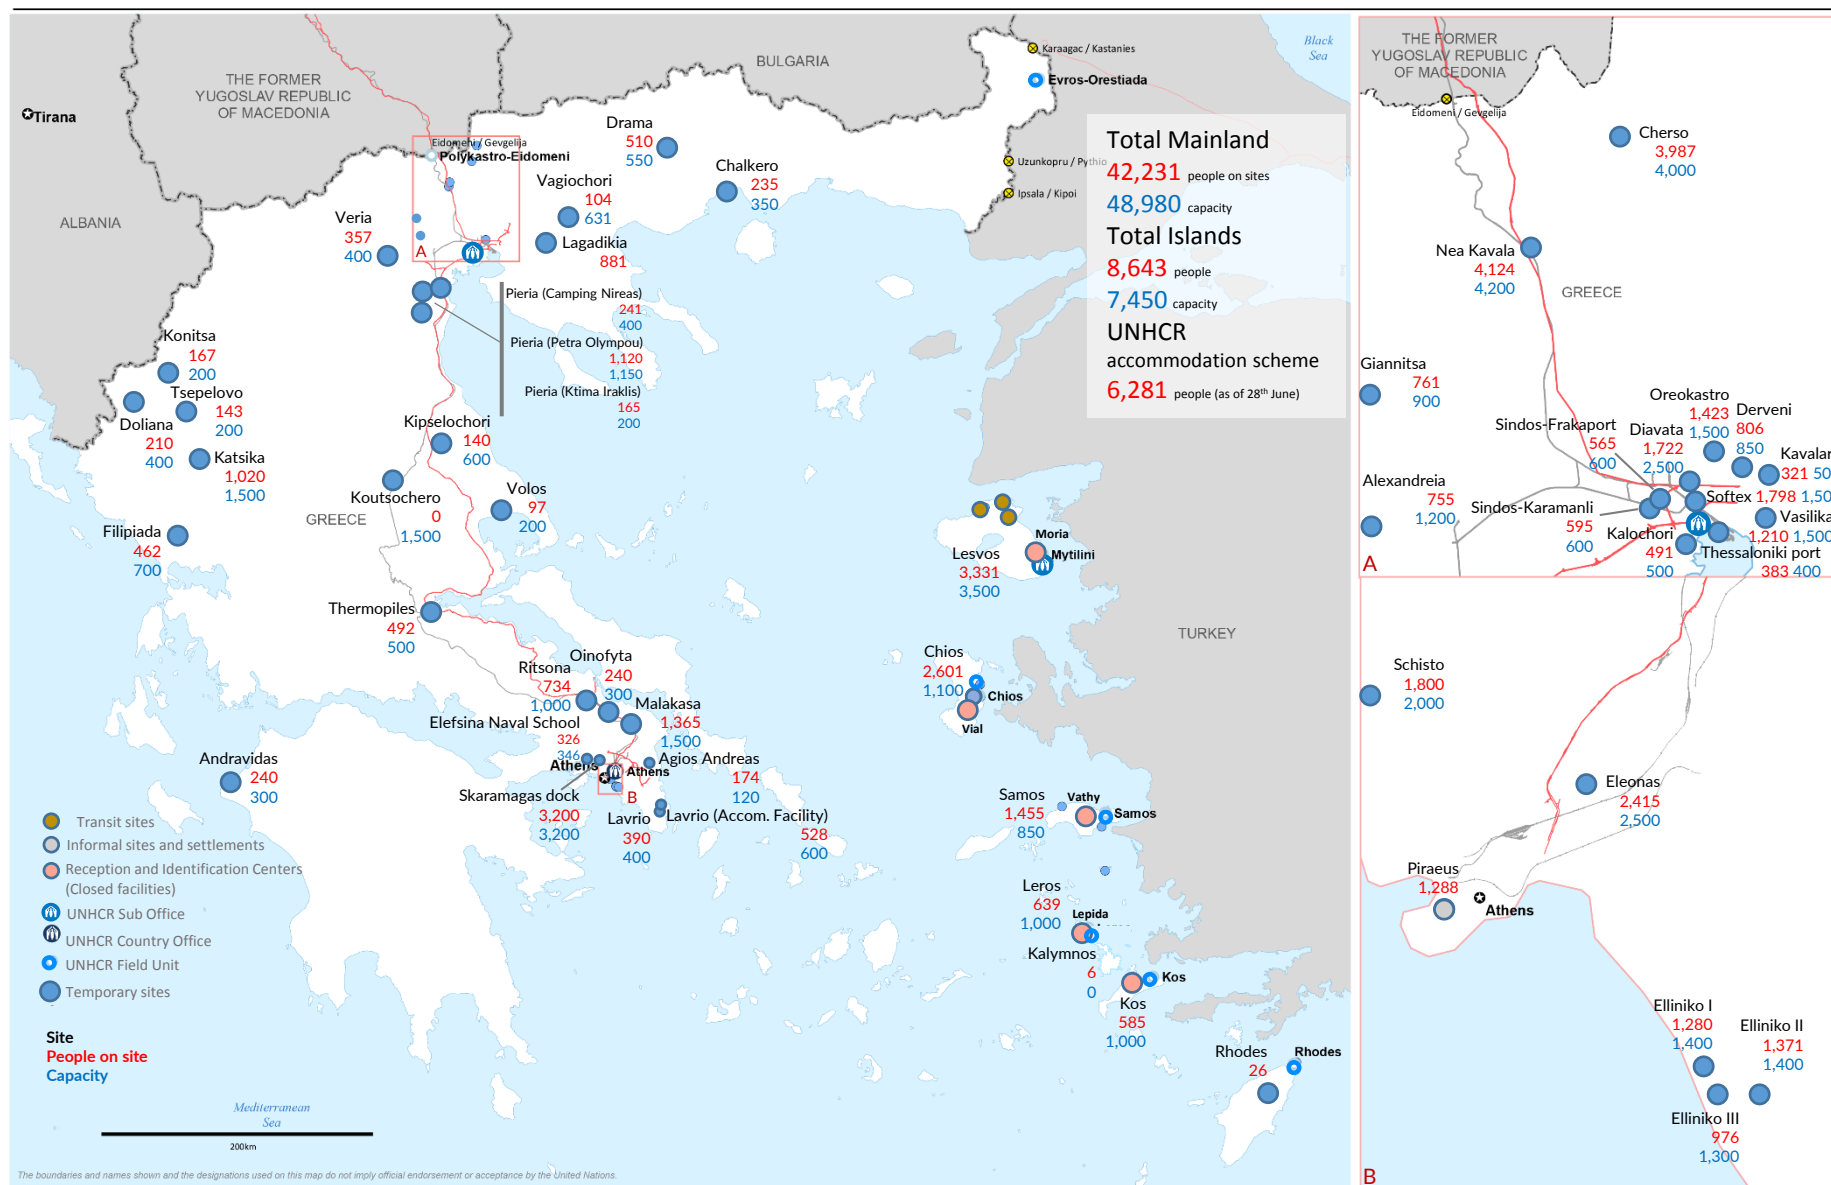 Black
Sea
BULGARIA
THE FORMER
YUGOSLAV REPUBLIC
OF MACEDONIA
Tirana
ALBANIA
Karaagac / Kastanies
Evros-Orestiada
Uzunkopru / Pythio
Ipsala / Kipoi
Eidomeni / Gevgelija
Polykastro-Eidomeni
A
Drama
510
550
Chalkero
235
350
Vagiochori
104
631
Lagadikia
881
Veria
357
400
Pieria (Camping Nireas)
241
400
Pieria (Petra Olympou)
1,120
1,150
Pieria (Ktima Iraklis)
165
200
Konitsa
167
200
Tsepelovo
143
200
Doliana
210
400
Katsika
1,020
1,500
Filipiada
462
700
Kipselochori
140
600
Koutsochero
0
1,500
GREECE
Volos
97
200
Thermopiles
492
500
Oinofyta
240
300
Ritsona
734
1,000
Malakasa
1,365
1,500
Elefsina Naval School
326
346
Athens
Athens
Agios Andreas
174
120
B
Skaramagas dock
3,200
3,200
Lavrio
390
400
Lavrio (Accom. Facility)
528
600
Andravidas
240
300
Total Mainland
42,231 people on sites
48,980 capacity
Total Islands
8,643 people
7,450 capacity
UNHCR
accommodation scheme
6,281 people (as of 28th June)
Moria
Mytilini
Lesvos
3,331
3,500
TURKEY
Chios
2,601
1,100
Chios
Vial
Samos
1,455
850
Vathy
Samos
Leros
639
1,000
Lepida
Kalymnos
6
0
Kos
Kos
585
1,000
Rhodes
26
Rhodes
Transit sites
Informal sites and settlements
Reception and Identification Centers
(Closed facilities)
UNHCR Sub Office
UNHCR Country Office
UNHCR Field Unit
Temporary sites
Site
People on site
Capacity
Mediterranean
Sea
200km
The boundaries and names shown and the designations used on this map do not imply official endorsement or acceptance by the United Nations.
THE FORMER
YUGOSLAV REPUBLIC
OF MACEDONIA
Eidomeni / Gevgelija
Cherso
3,987
4,000
Nea Kavala
4,124
4,200
GREECE
Giannitsa
761
900
Oreokastro
1,423
1,500
Derveni
806
850
Sindos-Frakaport
565
600
Diavata
1,722
2,500
Kavalar
321 50
Alexandreia
755
1,200
Softex 1,798 1,50
Sindos-Karamanli
595
600
Vasilika
1,210 1,500
Kalochori
491
500
Thessaloniki port
383 400
A
Schisto
1,800
2,000
Eleonas
2,415
2,500
Piraeus
1,288
Athens
Elliniko I
1,280
1,400
Elliniko II
1,371
1,400
Elliniko III
976
1,300
B